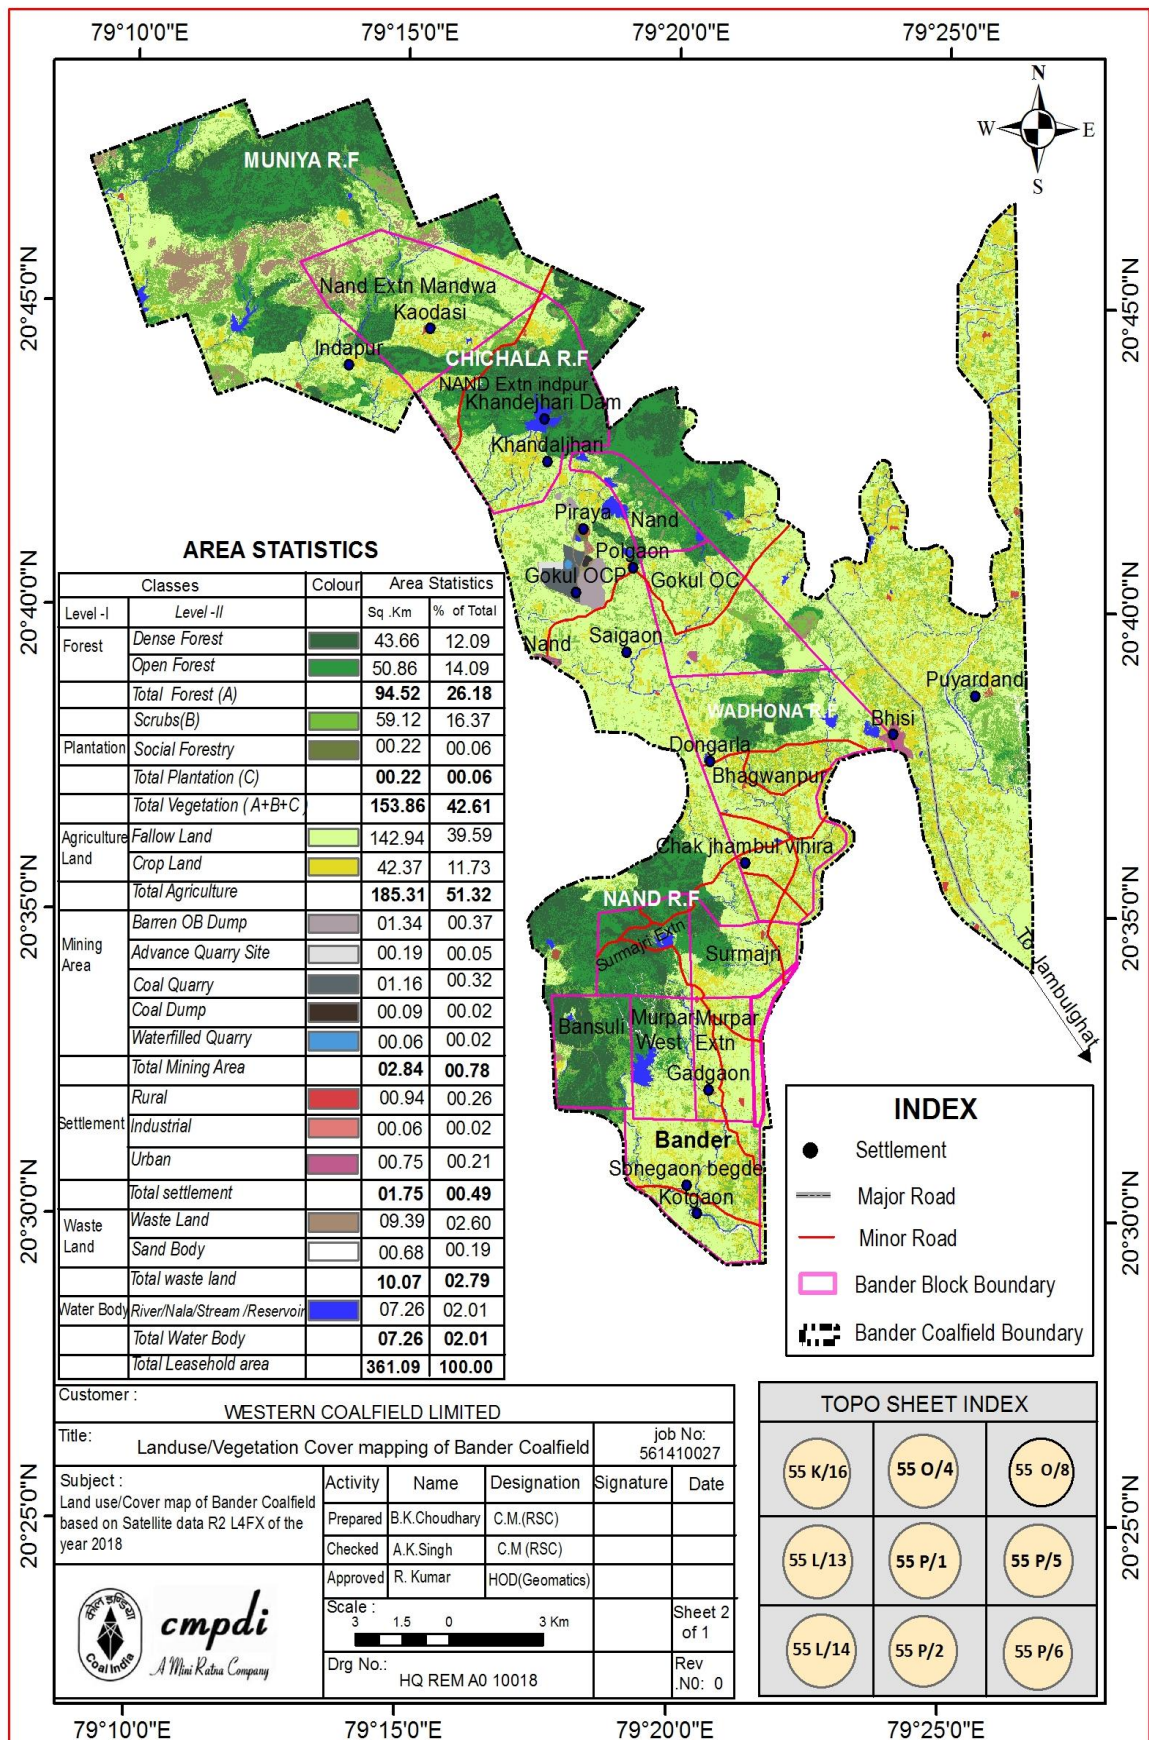 79°10'0"E 79°15'0"E 79°20'0"E 79°25'0"E
N
W E
S
MUNIYA R.F
20°45'0"N
20°45'0"N
Nand Extn Mandwa
Kaodasi
Indapur
CHICHALA R.F
NAND Extn indpur
Khandejhari Dam
Khandaljhari
Piraya
Nand
Polgaon
Gokul OCP
Gokul OC
20°40'0"N
20°40'0"N
Nand
Saigaon
Puyardand
WADHONA R.F
Bhisi
Dongarla
Bhagwanpur
Chak jhambul vihira
NAND R.F
20°35'0"N
20°35'0"N
Surmajri Extn
Surmajri
To Jambulghat
Bansuli
Murpar West
Murpar Extn
Gadgaon
Bander
Sonegaon begde
Kolgaon
20°30'0"N
20°30'0"N
AREA STATISTICS
Classes Colour Area Statistics
Level -I Level -II Sq .Km % of Total
Forest Dense Forest 43.66 12.09
Open Forest 50.86 14.09
Total Forest (A) 94.52 26.18
Scrubs(B) 59.12 16.37
Plantation Social Forestry 00.22 00.06
Total Plantation (C) 00.22 00.06
Total Vegetation ( A+B+C ) 153.86 42.61
Agriculture Land Fallow Land 142.94 39.59
Crop Land 42.37 11.73
Total Agriculture 185.31 51.32
Mining Area Barren OB Dump 01.34 00.37
Advance Quarry Site 00.19 00.05
Coal Quarry 01.16 00.32
Coal Dump 00.09 00.02
Waterfilled Quarry 00.06 00.02
Total Mining Area 02.84 00.78
Settlement Rural 00.94 00.26
Industrial 00.06 00.02
Urban 00.75 00.21
Total settlement 01.75 00.49
Waste Land Waste Land 09.39 02.60
Sand Body 00.68 00.19
Total waste land 10.07 02.79
Water Body River/Nala/Stream /Reservoir 07.26 02.01
Total Water Body 07.26 02.01
Total Leasehold area 361.09 100.00
INDEX
Settlement
Major Road
Minor Road
Bander Block Boundary
Bander Coalfield Boundary
Customer :
WESTERN COALFIELD LIMITED
Title: Landuse/Vegetation Cover mapping of Bander Coalfield
job No: 561410027
Subject :
Land use/Cover map of Bander Coalfield
based on Satellite data R2 L4FX of the
year 2018
Activity Name Designation Signature Date
Prepared B.K.Choudhary C.M.(RSC)
Checked A.K.Singh C.M (RSC)
Approved R. Kumar HOD(Geomatics)
Scale :
3 1.5 0 3 Km
Sheet 2 of 1
Drg No.:
HQ REM A0 10018
Rev .N0: 0
कोल इण्डिया
Coal India
cmpdi
A Mini Ratna Company
TOPO SHEET INDEX
55 K/16 55 O/4 55 O/8
55 L/13 55 P/1 55 P/5
55 L/14 55 P/2 55 P/6
20°25'0"N
20°25'0"N
79°10'0"E 79°15'0"E 79°20'0"E 79°25'0"E